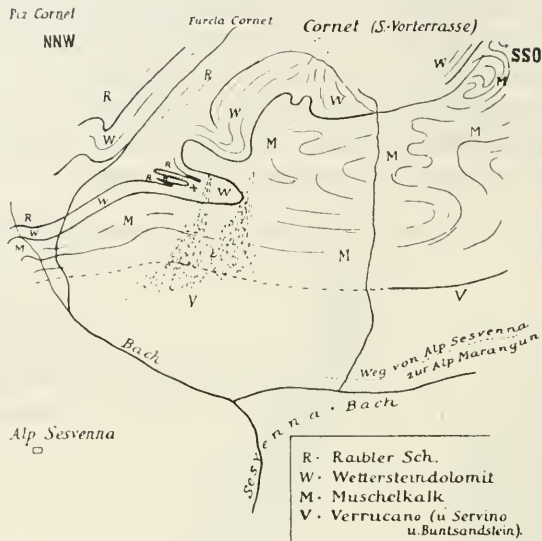 Piz Cornet
NNW
Furcla Cornet
Cornet (S.-Vorterrasse)
SSO
R
W
R
W
W
W
M
M
M
M
M
R
R
W
R
W
M
M
M
V
V
Bach
Weg von Alp Sesvenna
zur Alp Marangun
Sesvenna-Bach
Alp Sesvenna
R · Raibler Sch.
W · Wettersteindolomit
M · Muschelkalk
V · Verrucano (u Servino
u. Buntsandstein).